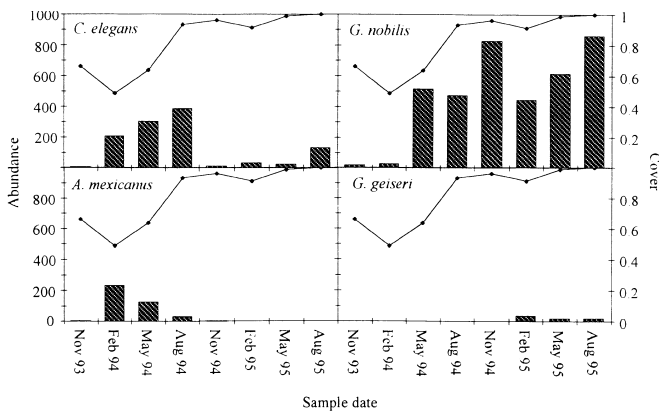 C. elegans
G. nobilis
1000
800
600
400
200
1
0.8
0.6
0.4
0.2
0
A. mexicanus
G. geiseri
800
600
400
200
0
0.8
0.6
0.4
0.2
0
Abundance
Cover
Nov 93
Feb 94
May 94
Aug 94
Nov 94
Feb 95
May 95
Aug 95
Nov 93
Feb 94
May 94
Aug 94
Nov 94
Feb 95
May 95
Aug 95
Sample date